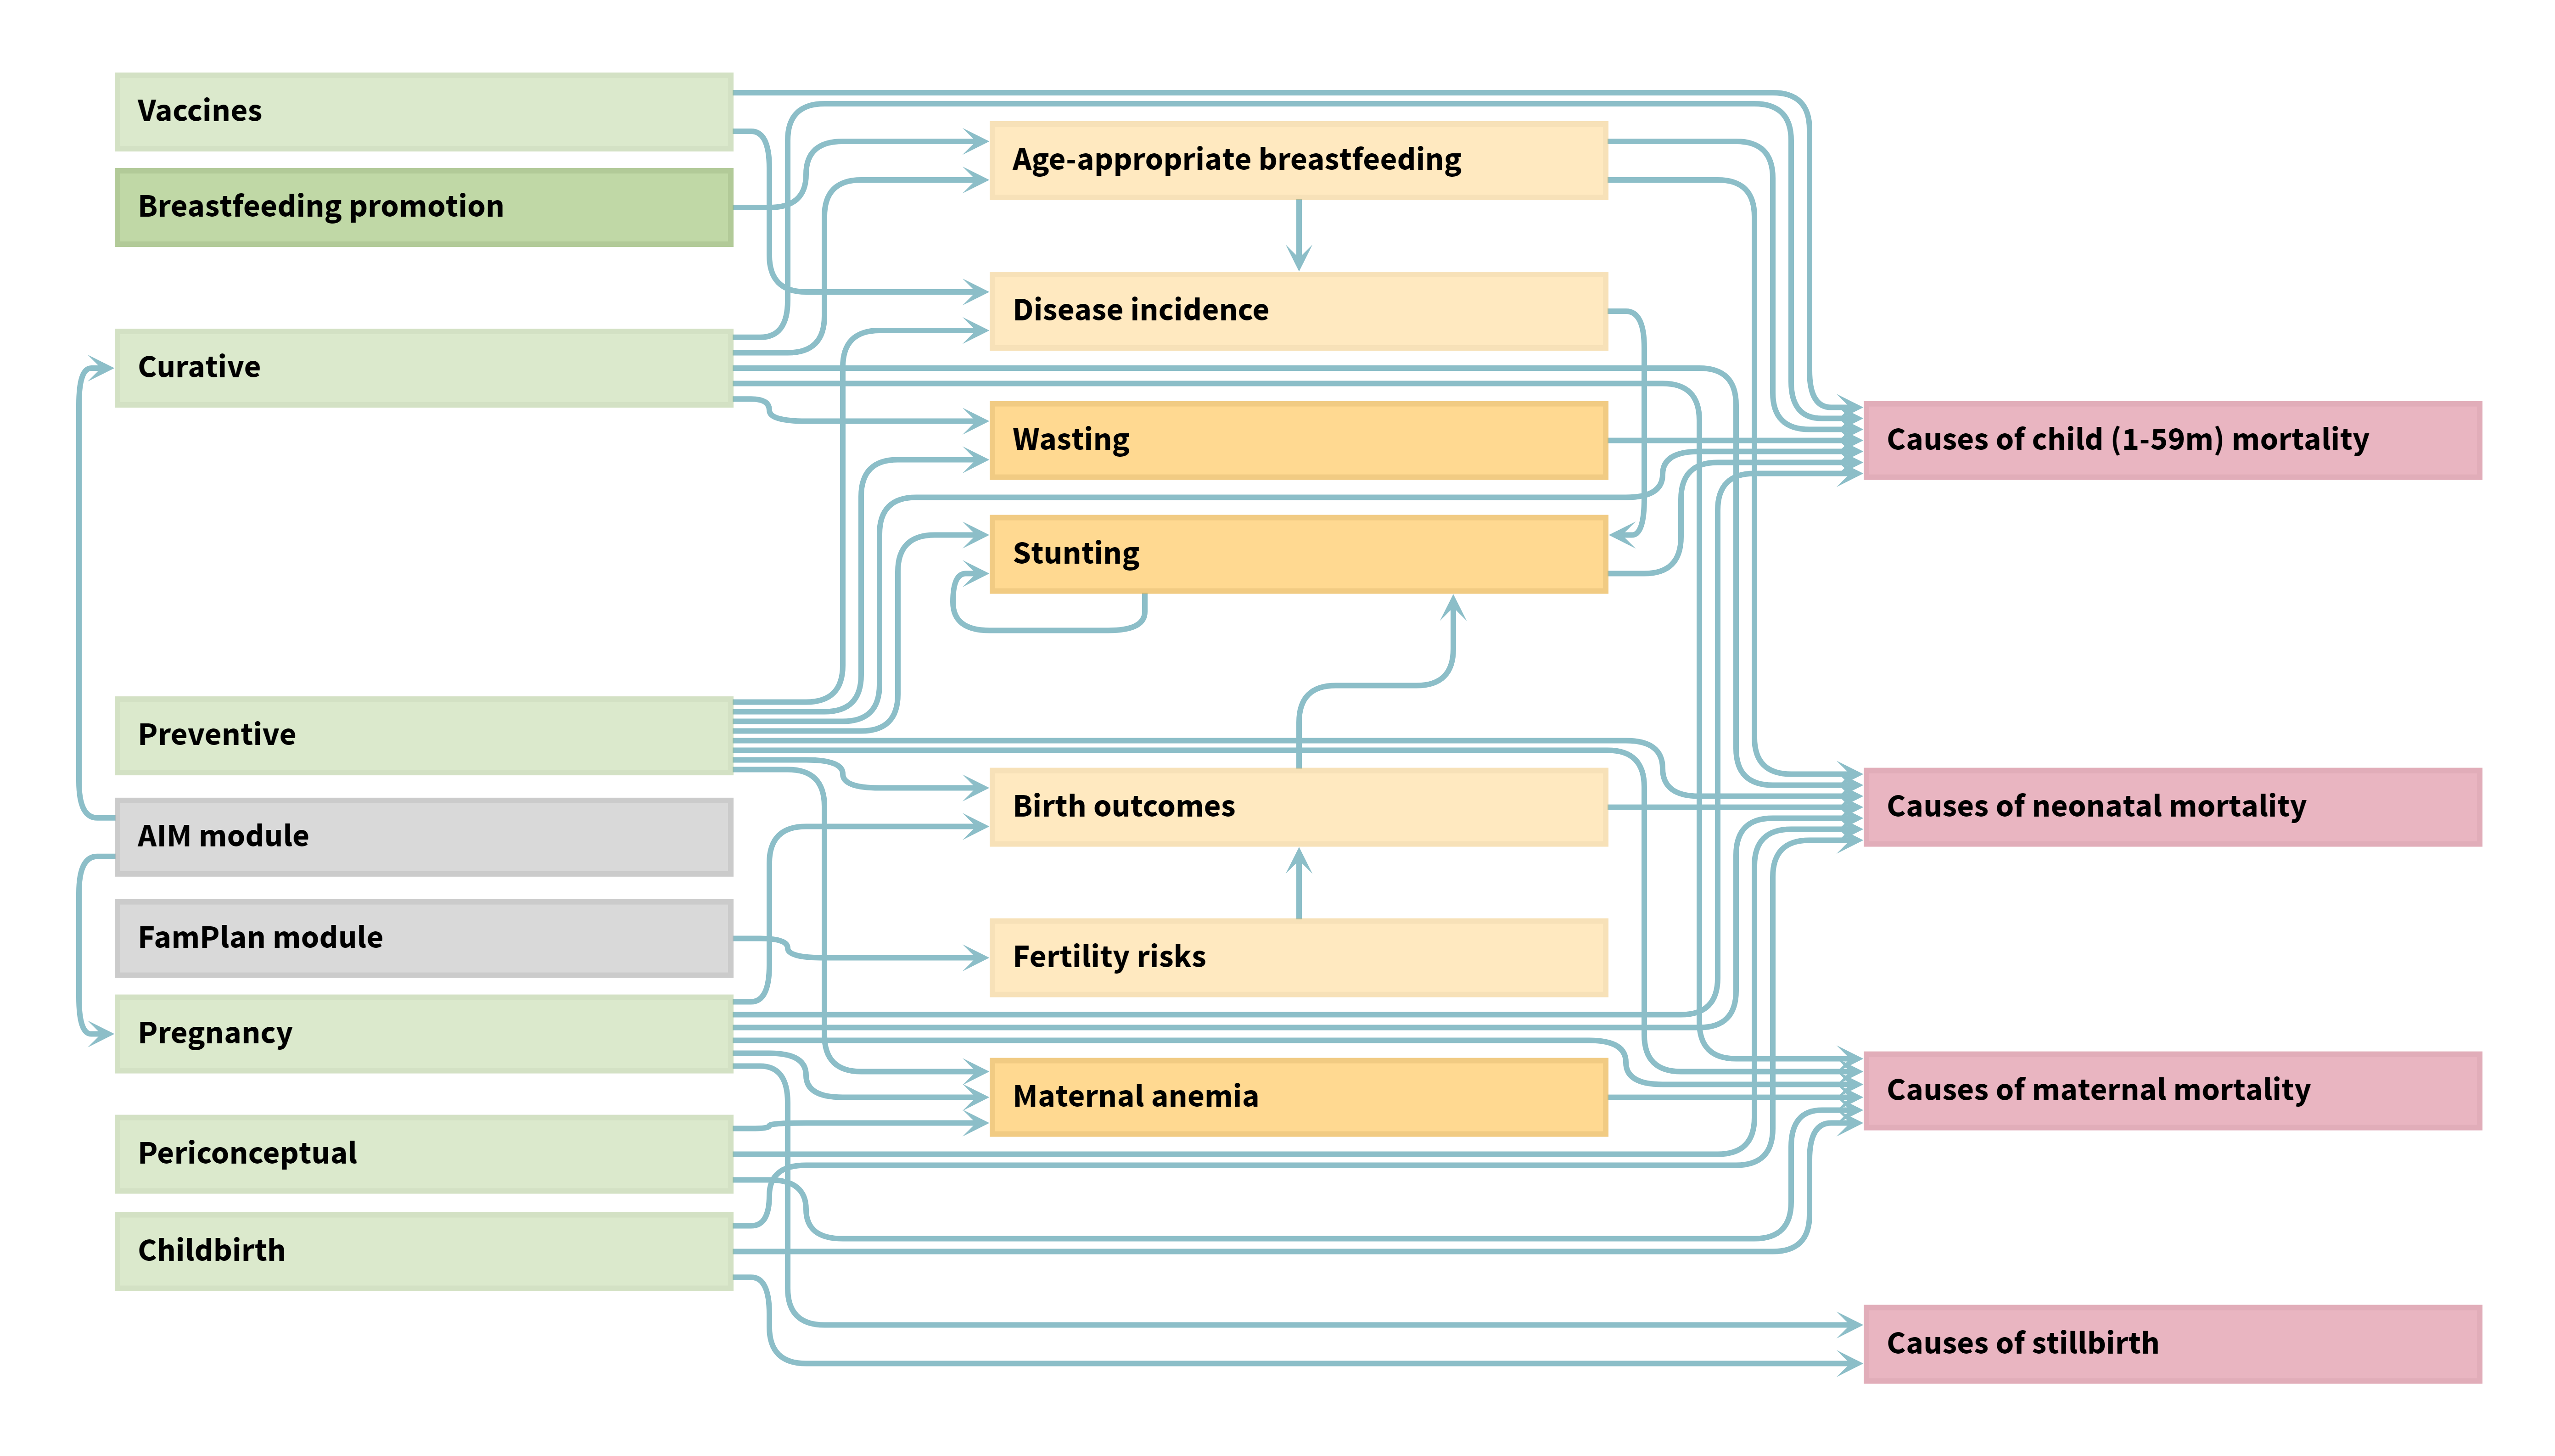 Vaccines
Breastfeeding promotion
Curative
Preventive
AIM module
FamPlan module
Pregnancy
Periconceptual
Childbirth
Age-appropriate breastfeeding
Disease incidence
Wasting
Stunting
Birth outcomes
Fertility risks
Maternal anemia
Causes of child (1-59m) mortality
Causes of neonatal mortality
Causes of maternal mortality
Causes of stillbirth